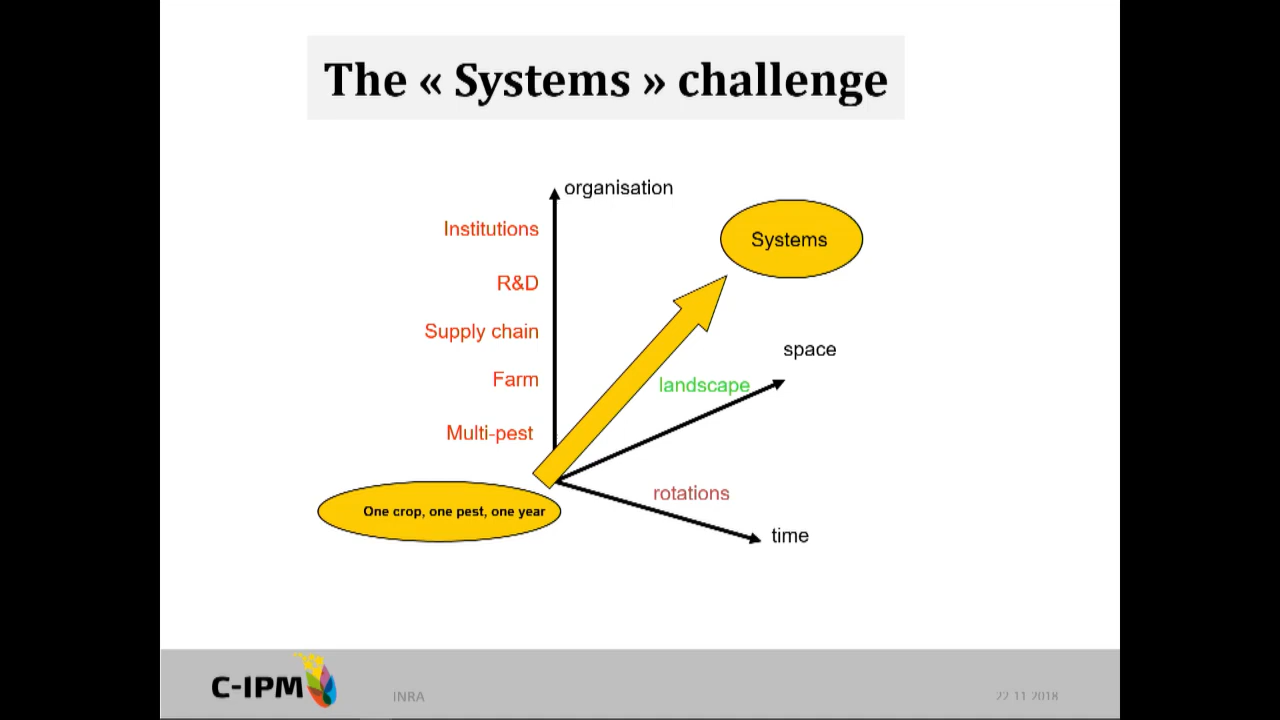 The « Systems » challenge
organisation
Institutions
Systems
R&D
Supply chain
space
Farm
landscape
Multi-pest
rotations
One crop, one pest, one year
time
C-IPM
INRA
22 11 2018